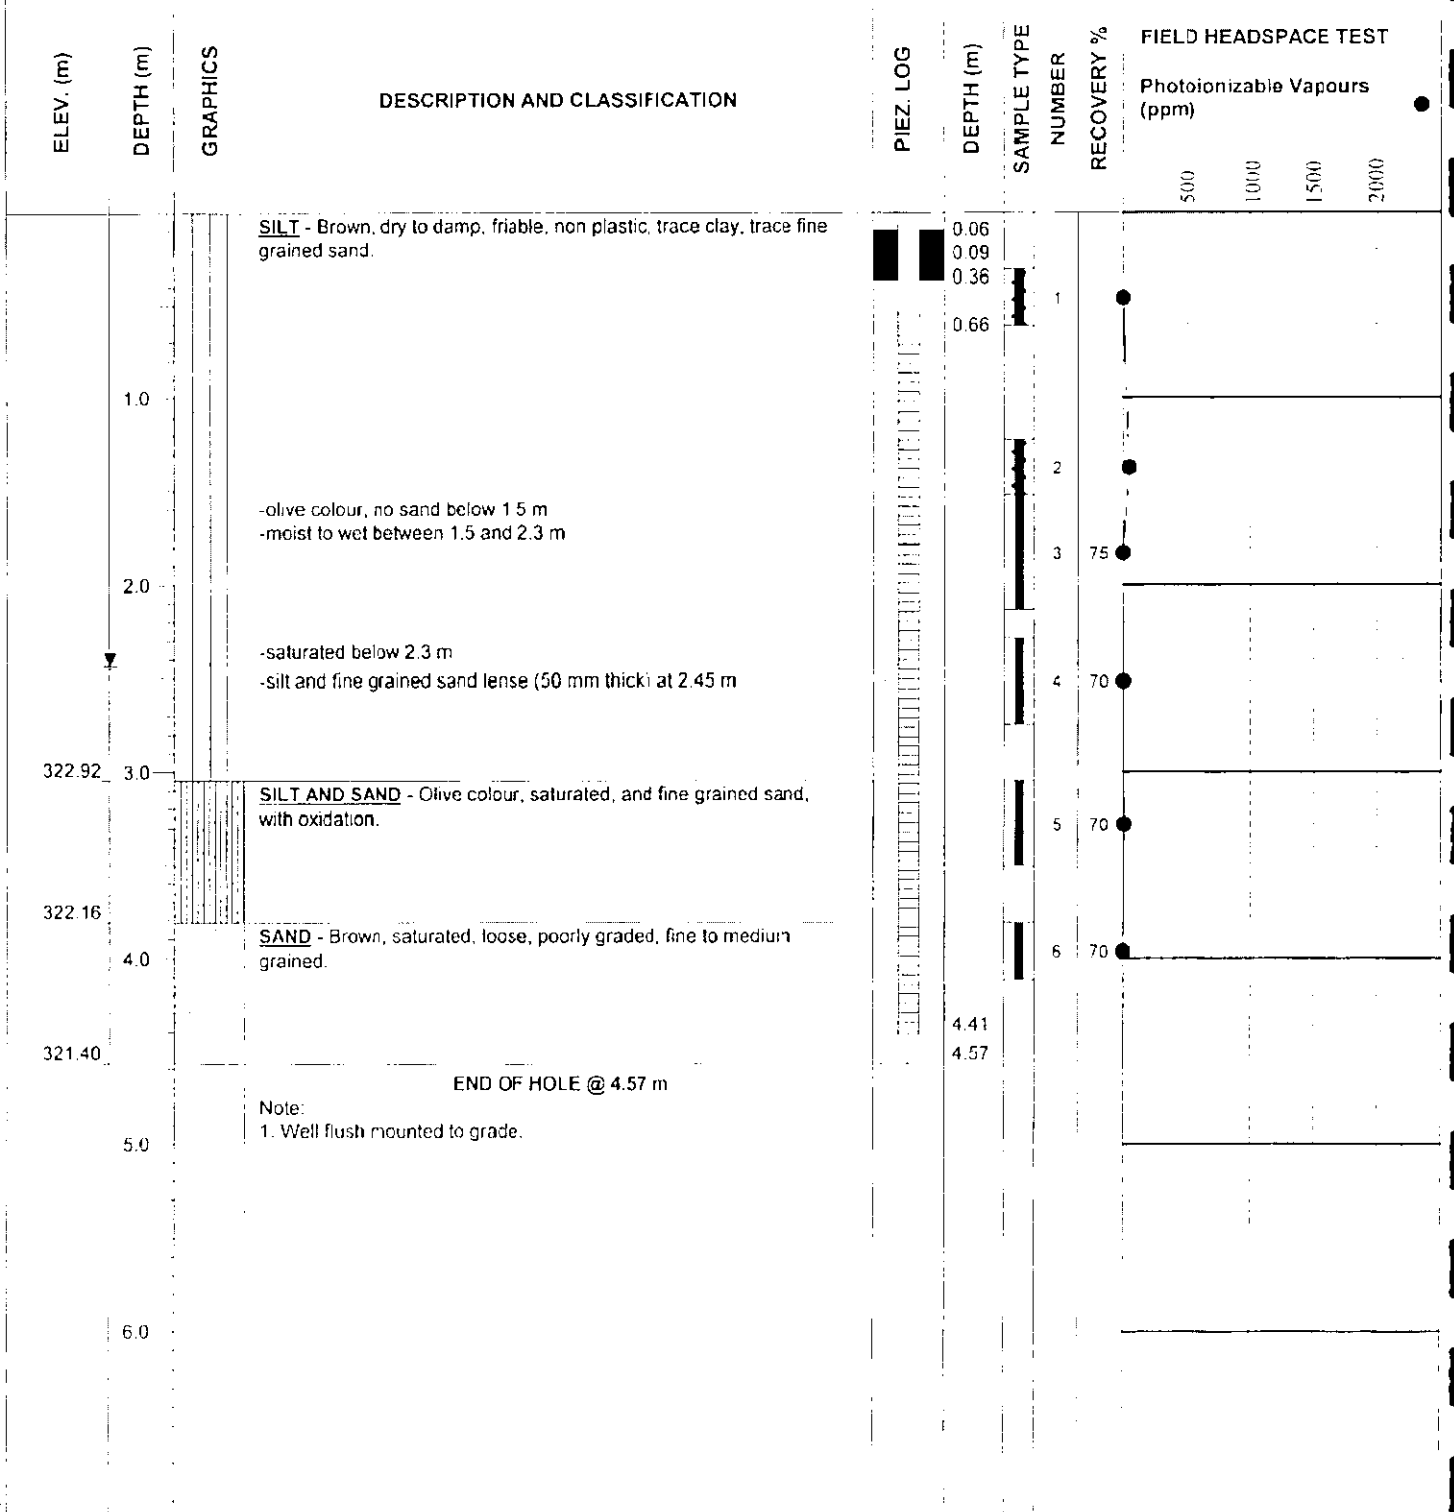 ELEV. (m)
DEPTH (m)
GRAPHICS
DESCRIPTION AND CLASSIFICATION
PIEZ. LOG
DEPTH (m)
SAMPLE TYPE
NUMBER
RECOVERY %
FIELD HEADSPACE TEST
Photoionizable Vapours
(ppm)
500
1000
1500
2000
SILT - Brown, dry to damp, friable, non plastic, trace clay, trace fine
grained sand.
0.06
0.09
0.36
1
0.66
1.0
2
-olive colour, no sand below 1.5 m
-moist to wet between 1.5 and 2.3 m
3 75
2.0
-saturated below 2.3 m
-silt and fine grained sand lense (50 mm thick) at 2.45 m
4 70
322.92 3.0
SILT AND SAND - Olive colour, saturated, and fine grained sand,
with oxidation.
5 70
322.16
SAND - Brown, saturated, loose, poorly graded, fine to medium
grained.
4.0
6 70
4.41
321.40
4.57
END OF HOLE @ 4.57 m
Note:
1. Well flush mounted to grade.
5.0
6.0